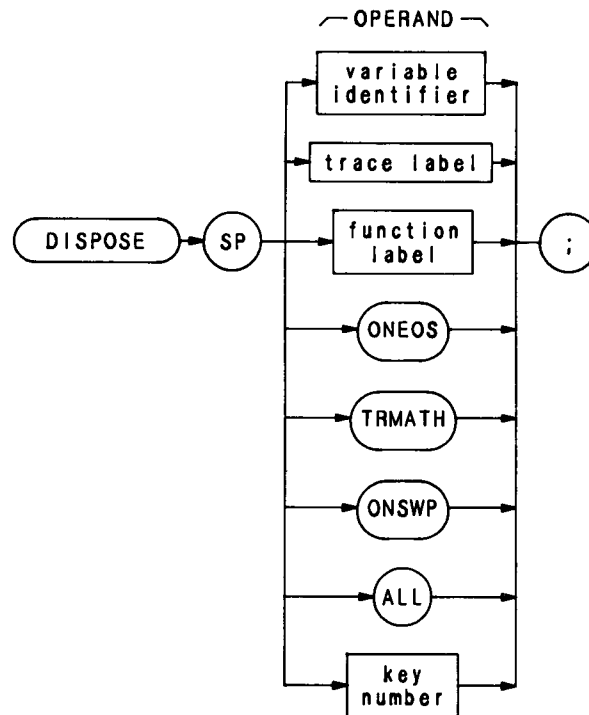 OPERAND
variable
identifier
trace label
DISPOSE
SP
function
label
;
ONEOS
TRMATH
ONSWP
ALL
key
number